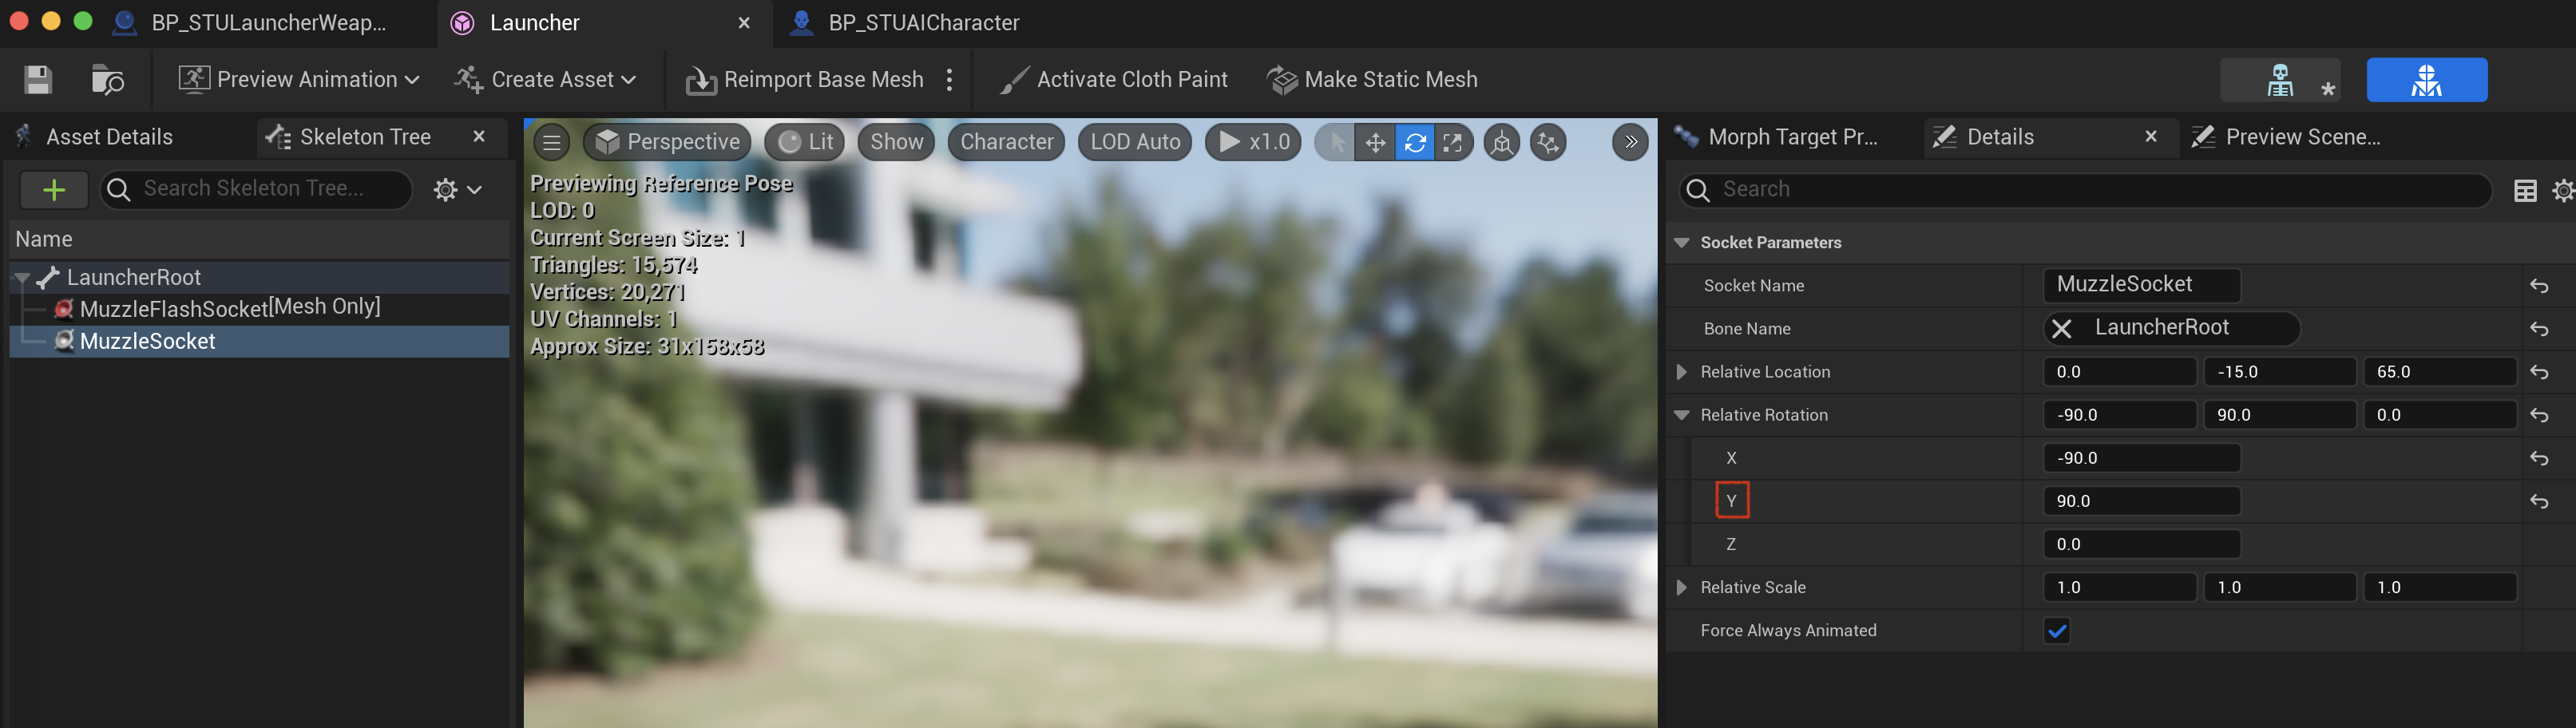 BP_STULauncherWeap... Launcher BP_STUAICharacter
Preview Animation Create Asset Reimport Base Mesh Activate Cloth Paint Make Static Mesh
Asset Details Skeleton Tree
Search Skeleton Tree...
Name
LauncherRoot
MuzzleFlashSocket[Mesh Only]
MuzzleSocket
Perspective Lit Show Character LOD Auto x1.0
Previewing Reference Pose
LOD: 0
Current Screen Size: 1
Triangles: 15,574
Vertices: 20,271
UV Channels: 1
Approx Size: 31x158x58
Morph Target Pr... Details Preview Scene...
Search
Socket Parameters
Socket Name MuzzleSocket
Bone Name LauncherRoot
Relative Location 0.0 -15.0 65.0
Relative Rotation -90.0 90.0 0.0
X -90.0
Y 90.0
Z 0.0
Relative Scale 1.0 1.0 1.0
Force Always Animated